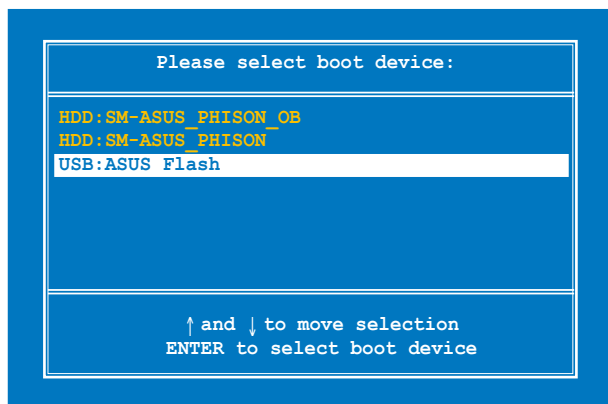 Please select boot device:
HDD:SM-ASUS_PHISON_OB
HDD:SM-ASUS_PHISON
USB:ASUS Flash
↑ and ↓ to move selection
ENTER to select boot device